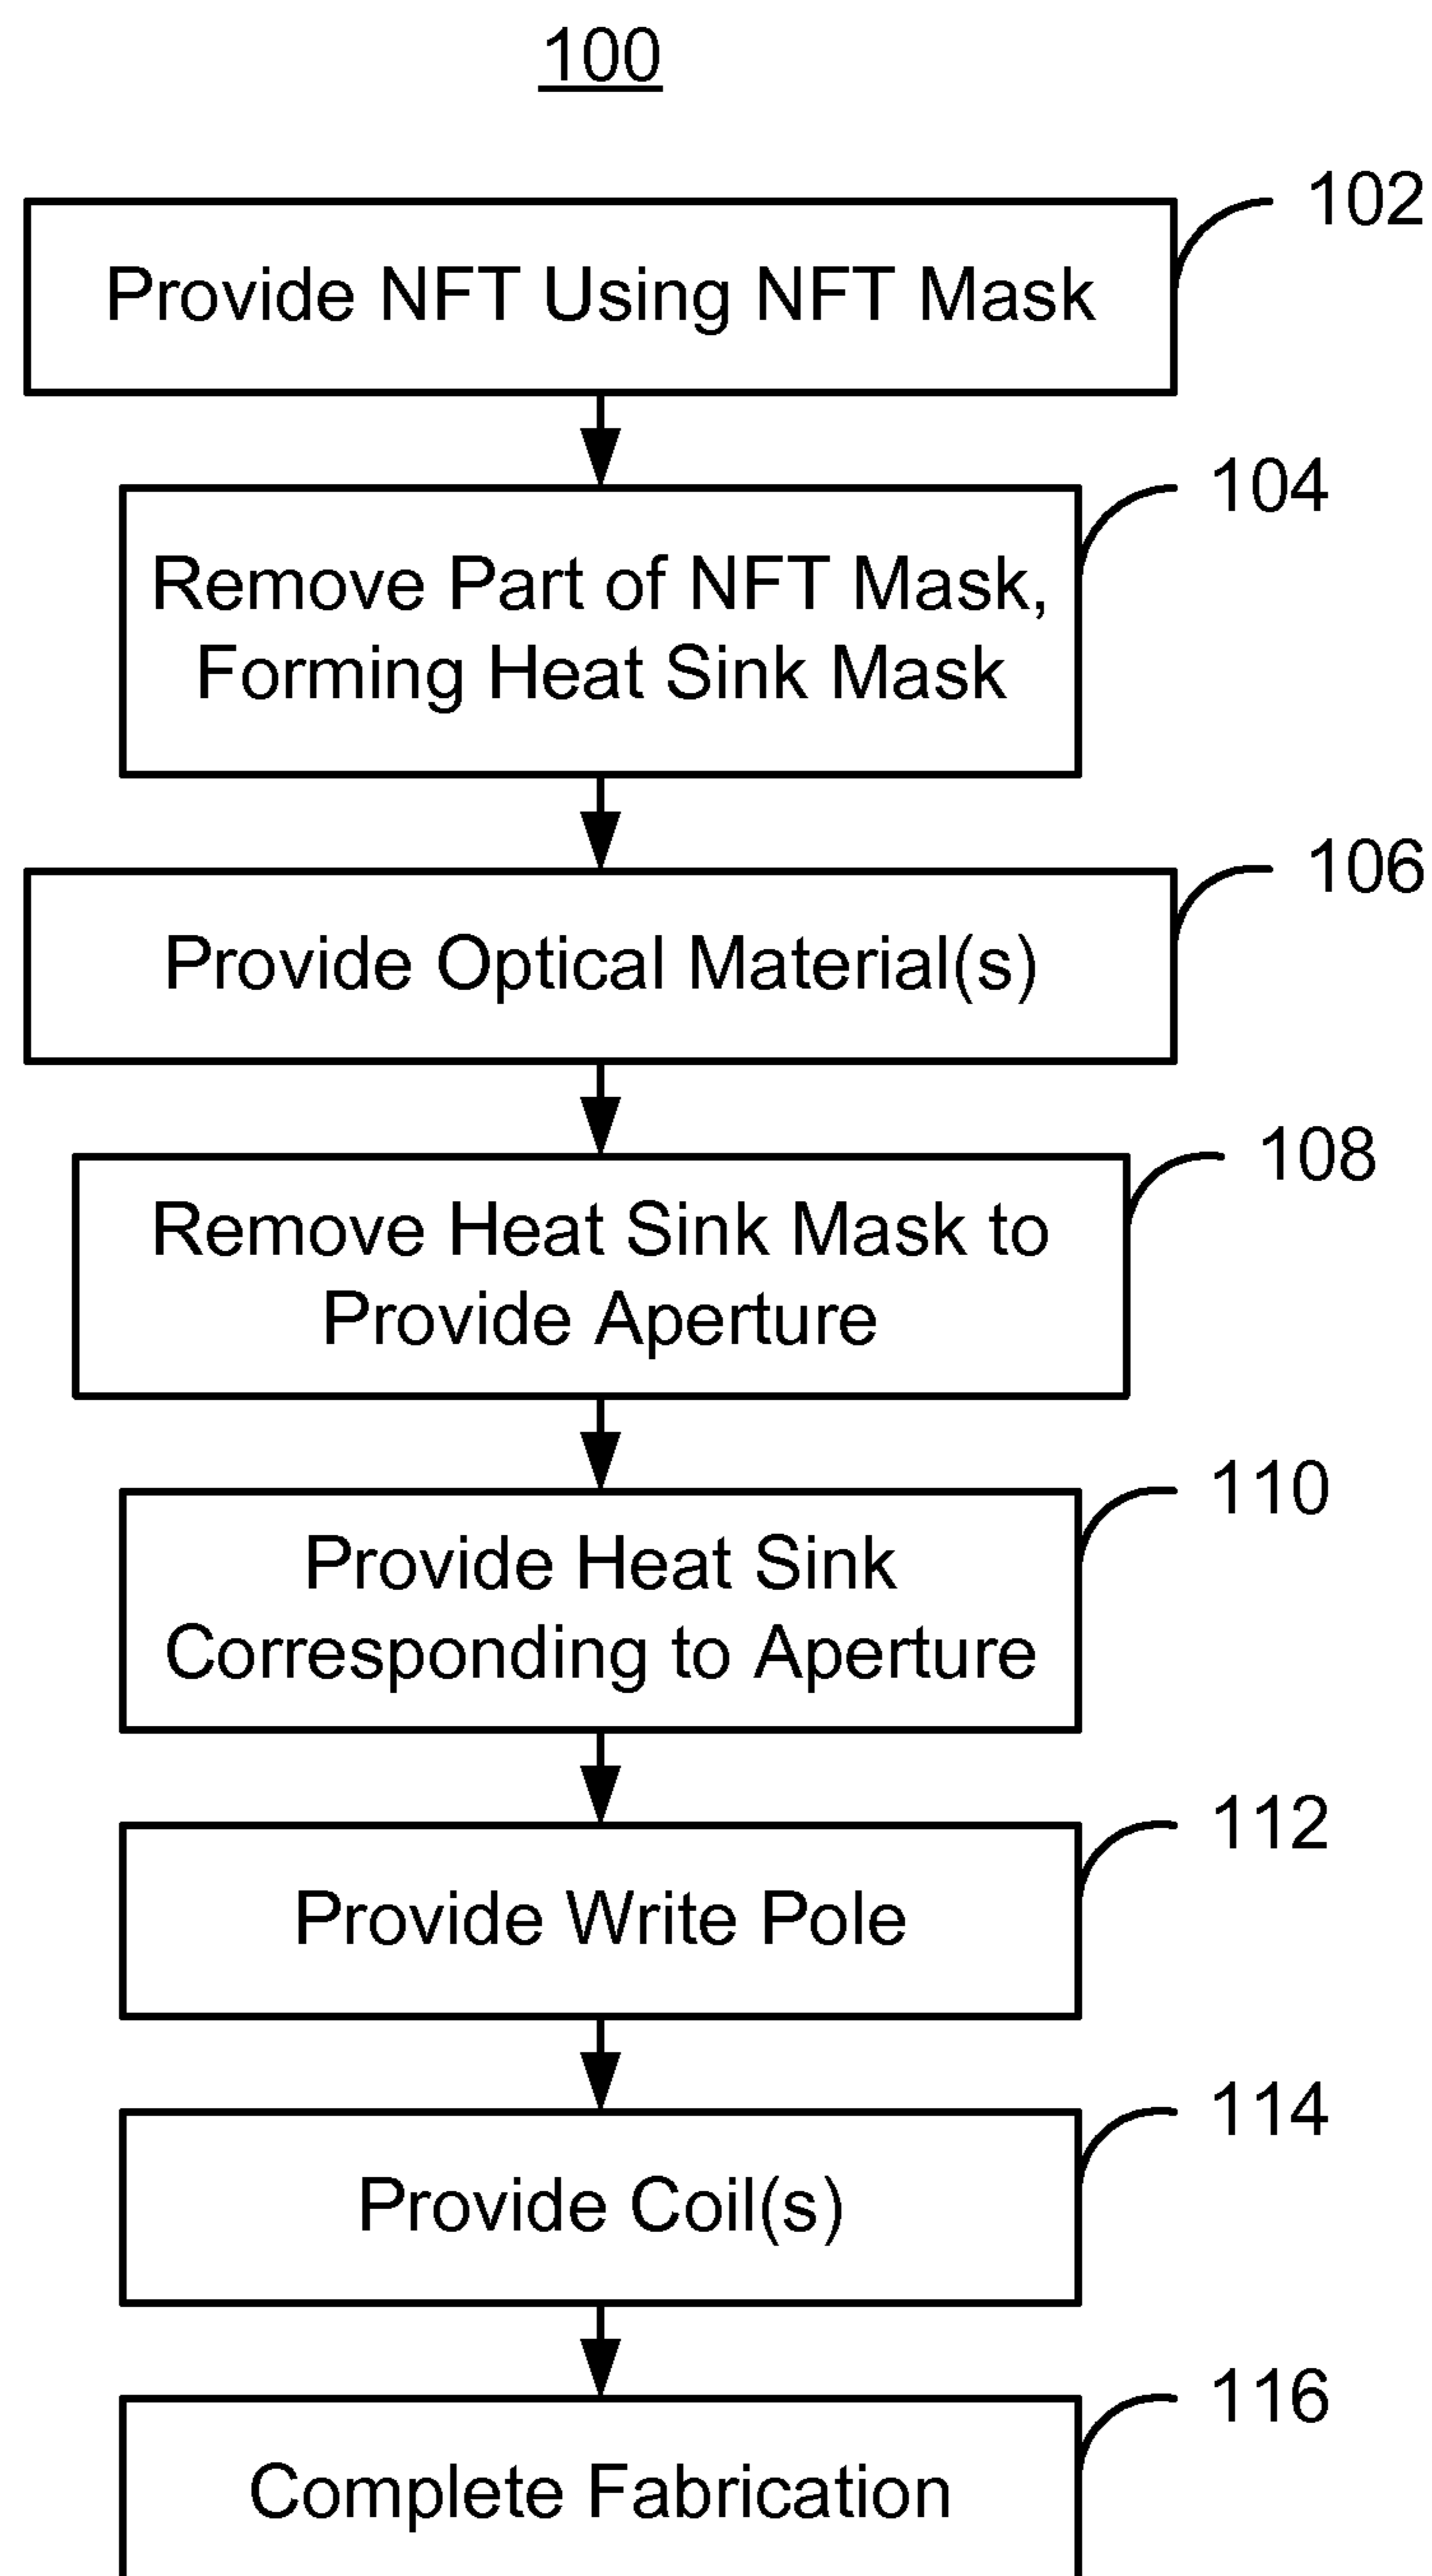 100
102
Provide NFT Using NFT Mask
104
Remove Part of NFT Mask,
Forming Heat Sink Mask
106
Provide Optical Material(s)
108
Remove Heat Sink Mask to
Provide Aperture
110
Provide Heat Sink
Corresponding to Aperture
112
Provide Write Pole
114
Provide Coil(s)
116
Complete Fabrication